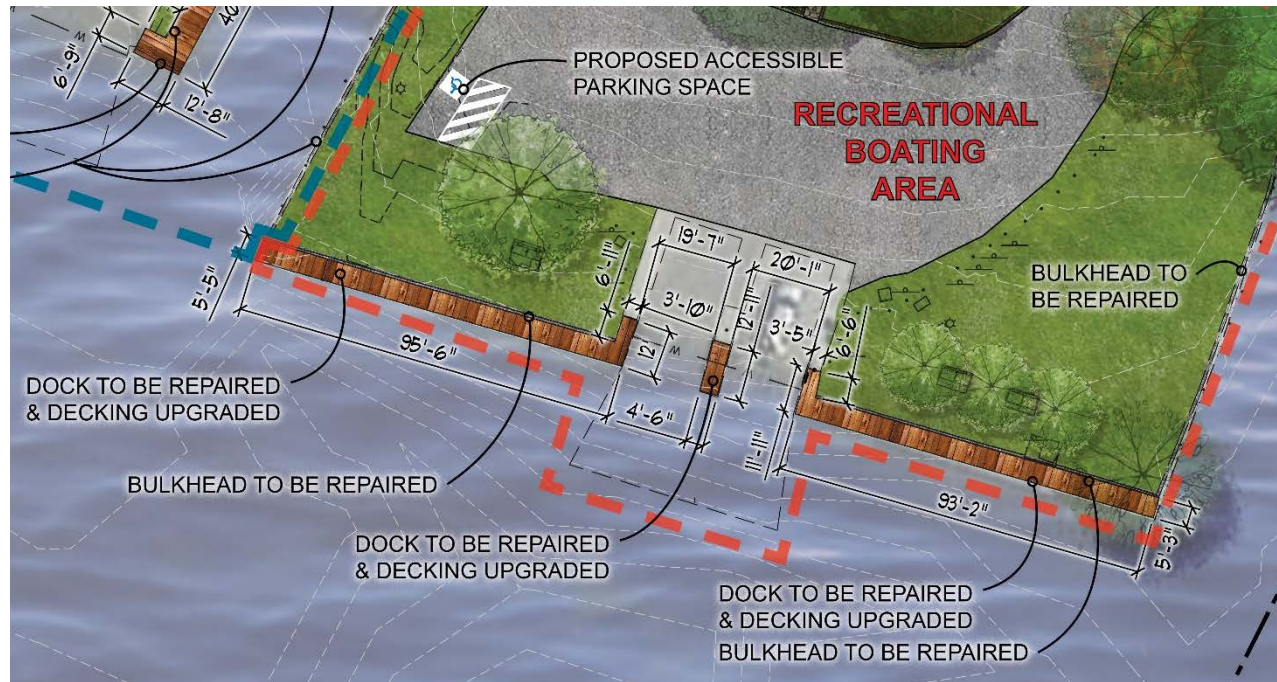 40
6'-9"
12'-8"
W
PROPOSED ACCESSIBLE
PARKING SPACE
RECREATIONAL
BOATING
AREA
BULKHEAD TO
BE REPAIRED
19'-7"
20'-1"
6'-11"
3'-10"
12'-11"
3'-5"
6'-6"
12'
W
5'-5"
95'-6"
4'-6"
11'-11"
93'-2"
5'-3"
DOCK TO BE REPAIRED
& DECKING UPGRADED
BULKHEAD TO BE REPAIRED
DOCK TO BE REPAIRED
& DECKING UPGRADED
DOCK TO BE REPAIRED
& DECKING UPGRADED
BULKHEAD TO BE REPAIRED